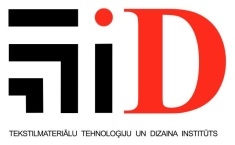 iD
TEKSTILMATERIĀLU TEHNOLOĢIJU UN DIZAINA INSTITŪTS